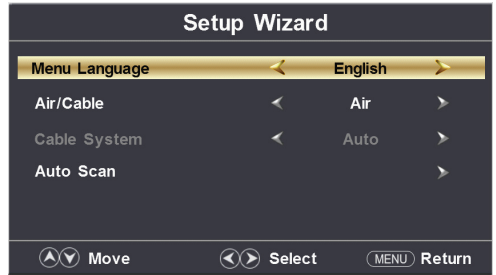 Setup Wizard
Menu Language English
Air/Cable Air
Cable System Auto
Auto Scan
Move Select MENU Return